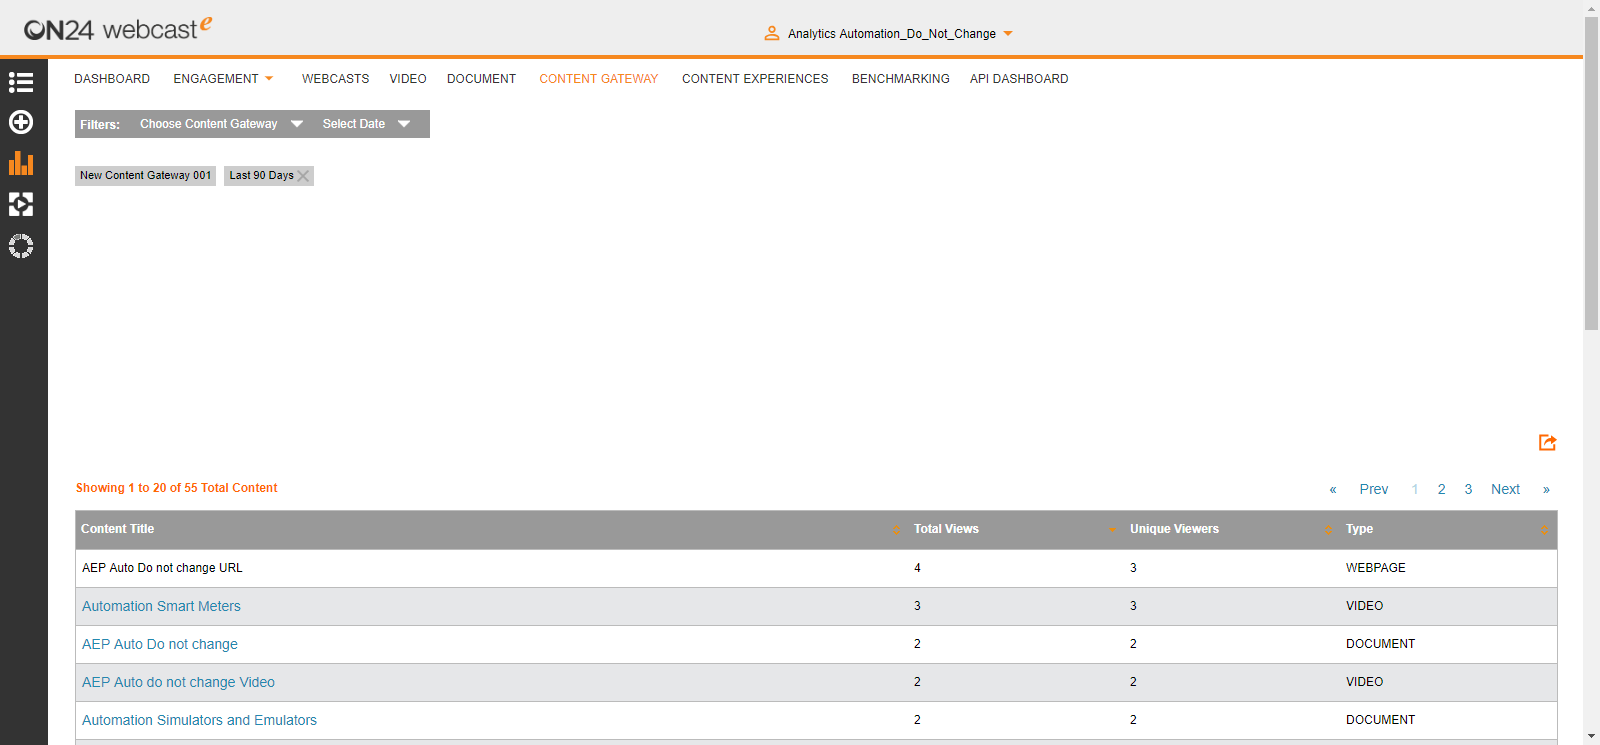 ON24 webcast e
Analytics Automation_Do_Not_Change
DASHBOARD ENGAGEMENT WEBCASTS VIDEO DOCUMENT CONTENT GATEWAY CONTENT EXPERIENCES BENCHMARKING API DASHBOARD
Filters: Choose Content Gateway Select Date
New Content Gateway 001 Last 90 Days
Showing 1 to 20 of 55 Total Content
« Prev 1 2 3 Next »
Content Title Total Views Unique Viewers Type
AEP Auto Do not change URL 4 3 WEBPAGE
Automation Smart Meters 3 3 VIDEO
AEP Auto Do not change 2 2 DOCUMENT
AEP Auto do not change Video 2 2 VIDEO
Automation Simulators and Emulators 2 2 DOCUMENT